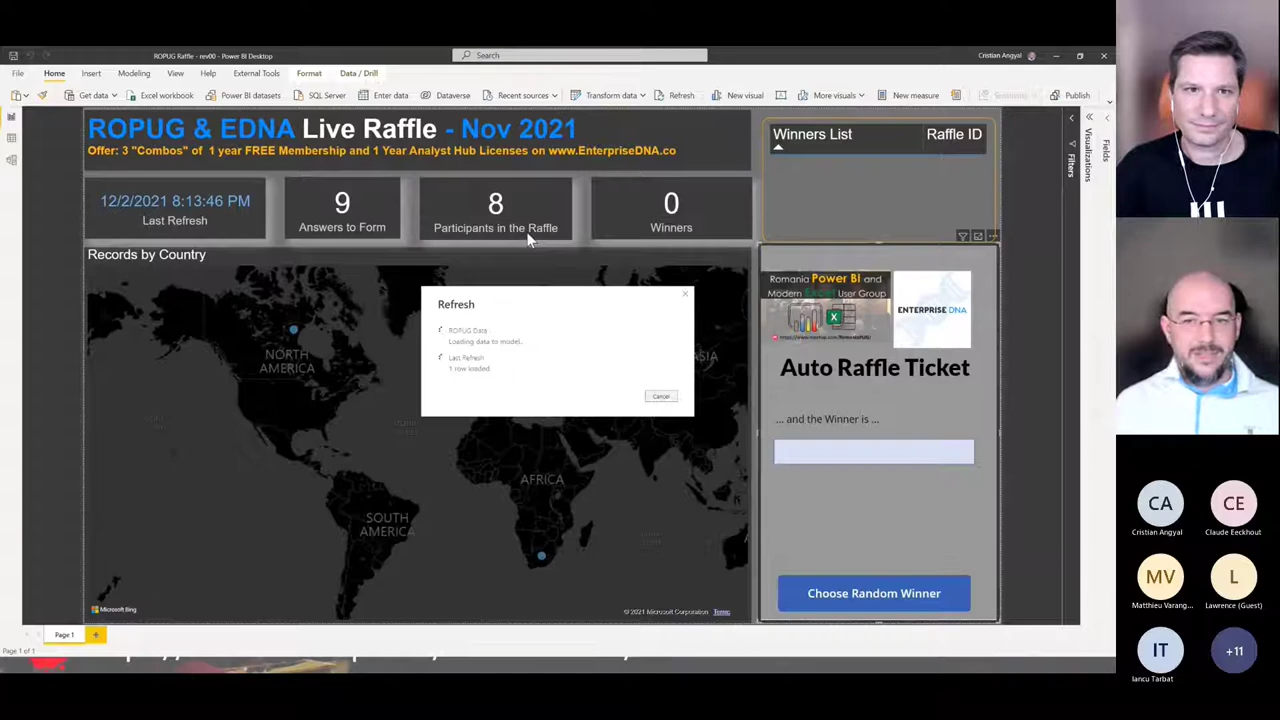 ROPUG Raffle - rev00 - Power BI Desktop
Search
Cristian Angyal
File Home Insert Modeling View Help External Tools Format Data / Drill
Get data Excel workbook Power BI datasets SQL Server Enter data Dataverse Recent sources Transform data Refresh New visual More visuals New measure Publish
ROPUG & EDNA Live Raffle - Nov 2021
Offer: 3 "Combos" of 1 year FREE Membership and 1 Year Analyst Hub Licenses on www.EnterpriseDNA.co
12/2/2021 8:13:46 PM
Last Refresh
9
Answers to Form
8
Participants in the Raffle
0
Winners
Winners List Raffle ID
Filters
Visualizations
Fields
Records by Country
NORTH
AMERICA
ASIA
AFRICA
SOUTH
AMERICA
Microsoft Bing
© 2021 Microsoft Corporation Terms
Refresh
ROPUG Data
Loading data to model.
Last Refresh
1 row loaded
Cancel
Romania Power BI and
Modern Excel User Group
ENTERPRISE DNA
Auto Raffle Ticket
... and the Winner is ...
Choose Random Winner
Page 1
Page 1 of 1
CA
Cristian Angyal
CE
Claude Eeckhout
MV
Matthieu Varang...
L
Lawrence (Guest)
IT
Iancu Tarbat
+11